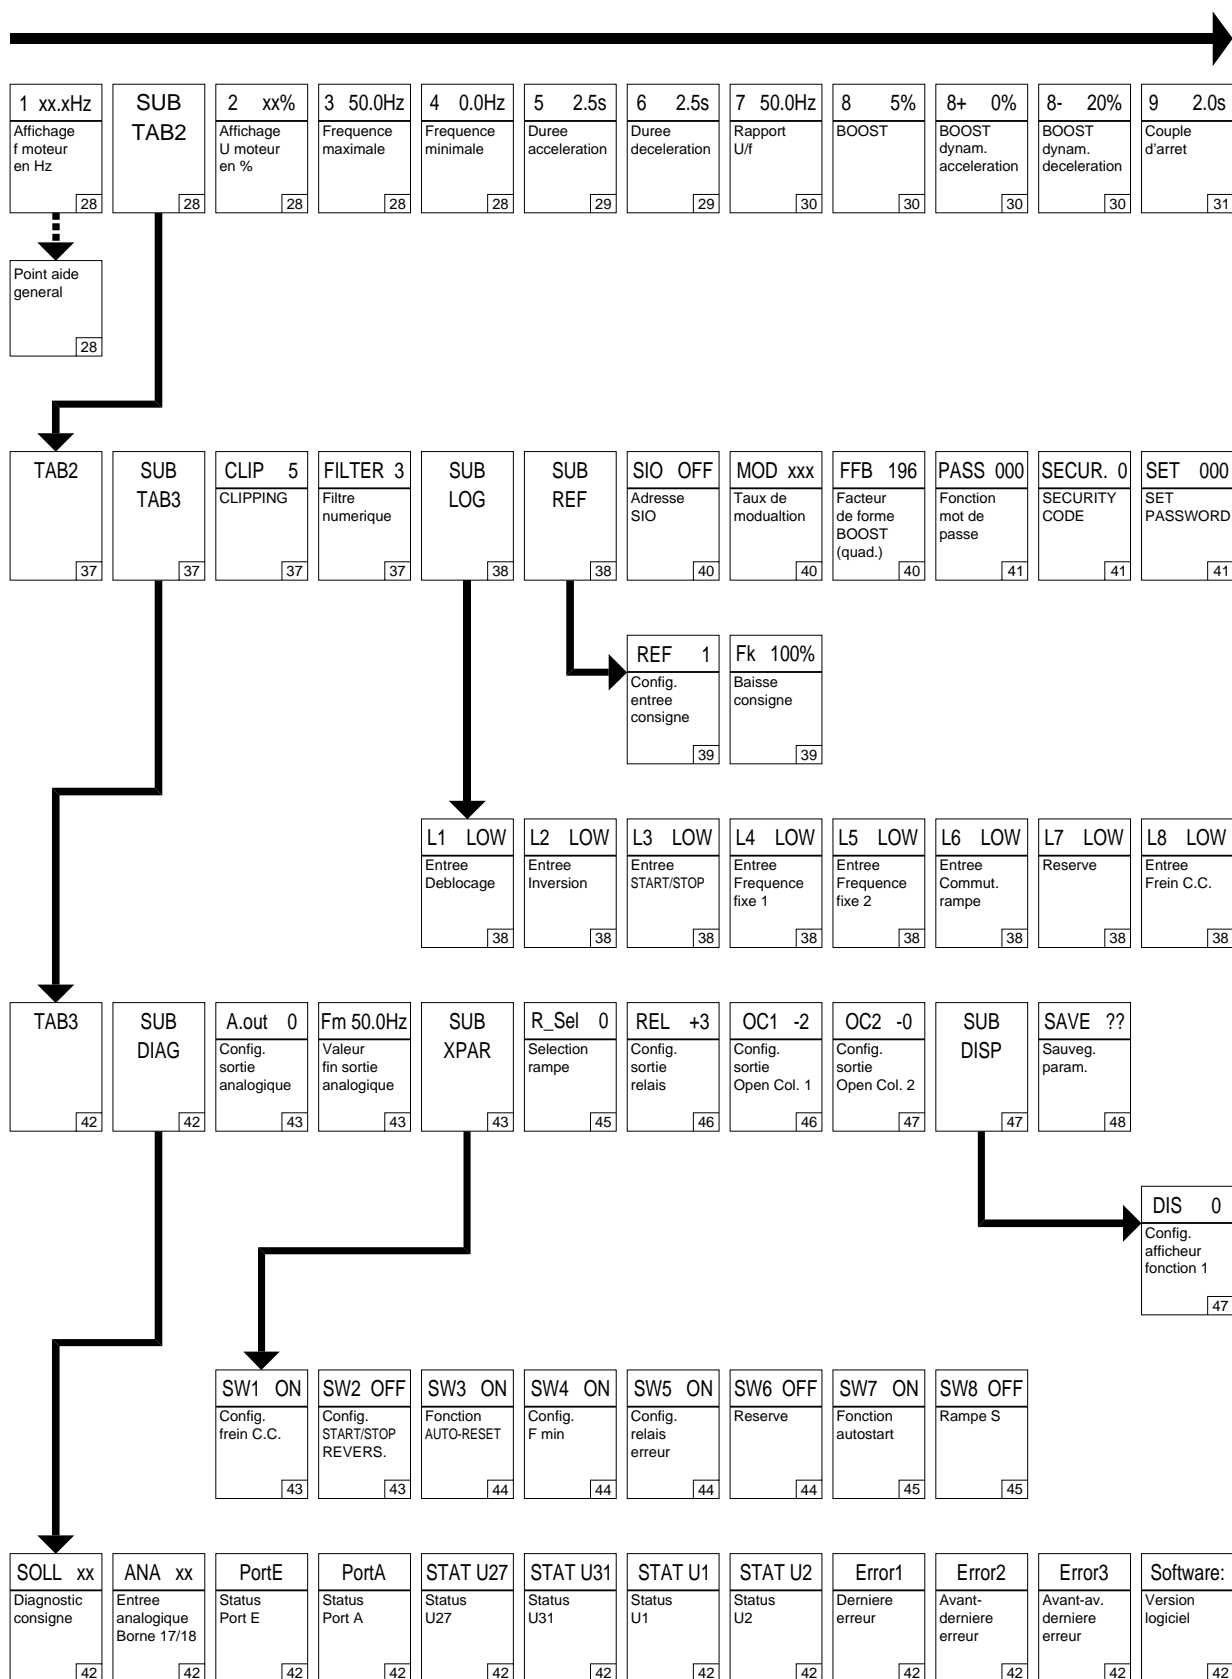 1 xx.xHz
Affichage
f moteur
en Hz
28
SUB
TAB2
28
2 xx%
Affichage
U moteur
en %
28
3 50.0Hz
Frequence
maximale
28
4 0.0Hz
Frequence
minimale
28
5 2.5s
Duree
acceleration
29
6 2.5s
Duree
deceleration
29
7 50.0Hz
Rapport
U/f
30
8 5%
BOOST
30
8+ 0%
BOOST
dynam.
acceleration
30
8- 20%
BOOST
dynam.
deceleration
30
9 2.0s
Couple
d'arret
31
Point aide
general
28
TAB2
37
SUB
TAB3
37
CLIP 5
CLIPPING
37
FILTER 3
Filtre
numerique
37
SUB
LOG
38
SUB
REF
38
SIO OFF
Adresse
SIO
40
MOD xxx
Taux de
modualtion
40
FFB 196
Facteur
de forme
BOOST
(quad.)
40
PASS 000
Fonction
mot de
passe
41
SECUR. 0
SECURITY
CODE
41
SET 000
SET
PASSWORD
41
REF 1
Config.
entree
consigne
39
Fk 100%
Baisse
consigne
39
L1 LOW
Entree
Deblocage
38
L2 LOW
Entree
Inversion
38
L3 LOW
Entree
START/STOP
38
L4 LOW
Entree
Frequence
fixe 1
38
L5 LOW
Entree
Frequence
fixe 2
38
L6 LOW
Entree
Commut.
rampe
38
L7 LOW
Reserve
38
L8 LOW
Entree
Frein C.C.
38
TAB3
42
SUB
DIAG
42
A.out 0
Config.
sortie
analogique
43
Fm 50.0Hz
Valeur
fin sortie
analogique
43
SUB
XPAR
43
R_Sel 0
Selection
rampe
45
REL +3
Config.
sortie
relais
46
OC1 -2
Config.
sortie
Open Col. 1
46
OC2 -0
Config.
sortie
Open Col. 2
47
SUB
DISP
47
SAVE ??
Sauveg.
param.
48
DIS 0
Config.
afficheur
fonction 1
47
SW1 ON
Config.
frein C.C.
43
SW2 OFF
Config.
START/STOP
REVERS.
43
SW3 ON
Fonction
AUTO-RESET
44
SW4 ON
Config.
F min
44
SW5 ON
Config.
relais
erreur
44
SW6 OFF
Reserve
44
SW7 ON
Fonction
autostart
45
SW8 OFF
Rampe S
45
SOLL xx
Diagnostic
consigne
42
ANA xx
Entree
analogique
Borne 17/18
42
PortE
Status
Port E
42
PortA
Status
Port A
42
STAT U27
Status
U27
42
STAT U31
Status
U31
42
STAT U1
Status
U1
42
STAT U2
Status
U2
42
Error1
Derniere
erreur
42
Error2
Avant-
derniere
erreur
42
Error3
Avant-av.
derniere
erreur
42
Software:
Version
logiciel
42